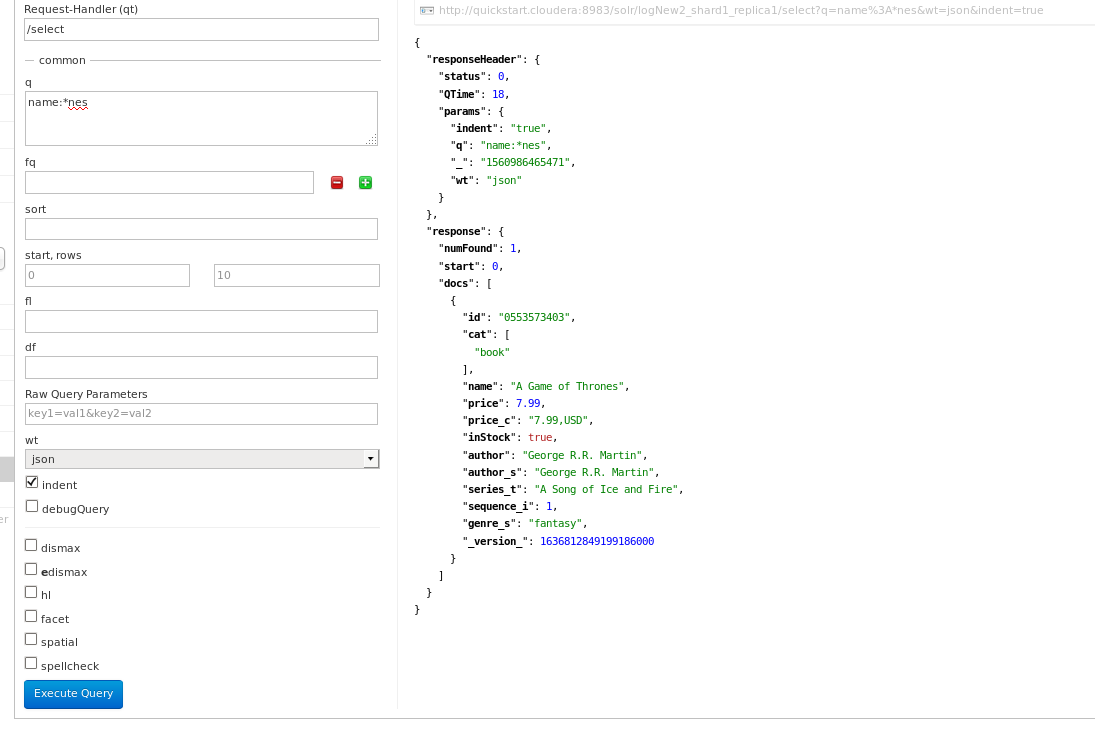 Request-Handler (qt)
/select
common
q
name:*nes
fq
sort
start, rows
0
10
fl
df
Raw Query Parameters
key1=val1&key2=val2
wt
json
indent
debugQuery
er
dismax
edismax
hl
facet
spatial
spellcheck
Execute Query
http://quickstart.cloudera:8983/solr/logNew2_shard1_replica1/select?q=name%3A*nes&wt=json&indent=true
{
"responseHeader": {
"status": 0,
"QTime": 18,
"params": {
"indent": "true",
"q": "name:*nes",
"_": "1560986465471",
"wt": "json"
}
},
"response": {
"numFound": 1,
"start": 0,
"docs": [
{
"id": "0553573403",
"cat": [
"book"
],
"name": "A Game of Thrones",
"price": 7.99,
"price_c": "7.99,USD",
"inStock": true,
"author": "George R.R. Martin",
"author_s": "George R.R. Martin",
"series_t": "A Song of Ice and Fire",
"sequence_i": 1,
"genre_s": "fantasy",
"_version_": 1636812849199186000
}
]
}
}